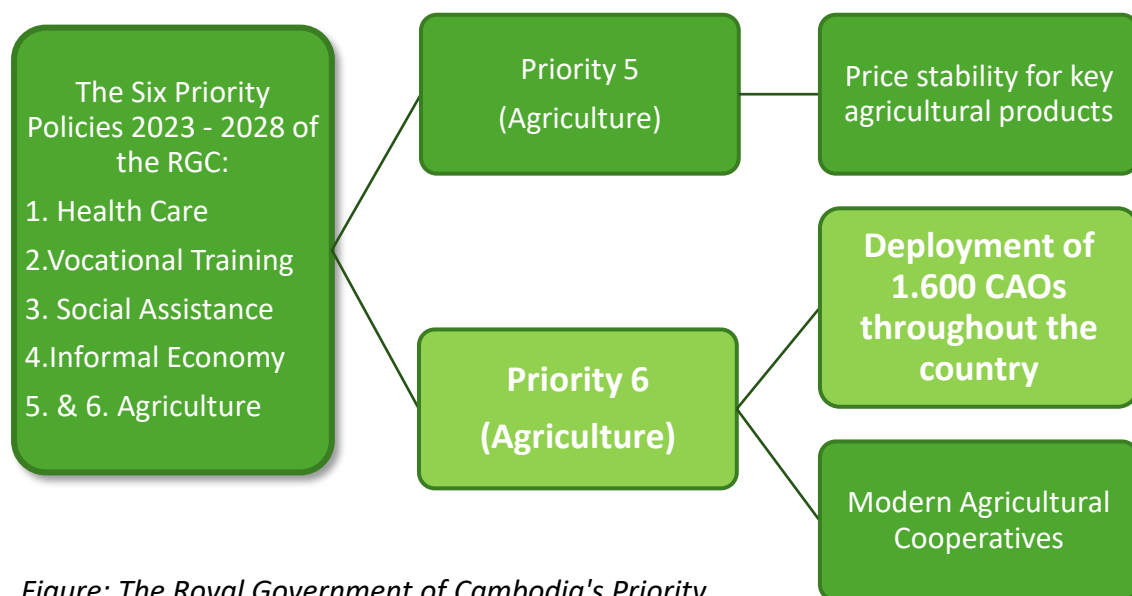 The Six Priority
Policies 2023 - 2028 of
the RGC:
1. Health Care
2.Vocational Training
3. Social Assistance
4.Informal Economy
5. & 6. Agriculture
Priority 5
(Agriculture)
Price stability for key
agricultural products
Priority 6
(Agriculture)
Deployment of
1.600 CAOs
throughout the
country
Modern Agricultural
Cooperatives
Figure: The Royal Government of Cambodia's Priority